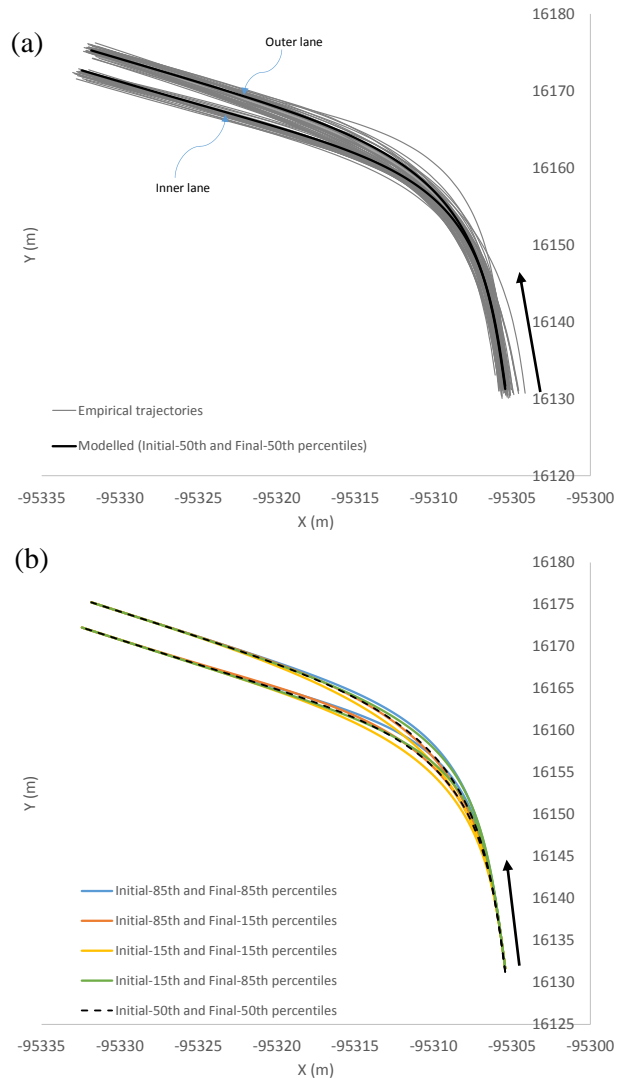 (a)
Outer lane
Inner lane
Y (m)
16180
16170
16160
16150
16140
16130
16120
Empirical trajectories
Modelled (Initial-50th and Final-50th percentiles)
-95335 -95330 -95325 -95320 -95315 -95310 -95305 -95300
X (m)
(b)
Y (m)
16180
16175
16170
16165
16160
16155
16150
16145
16140
16135
16130
16125
Initial-85th and Final-85th percentiles
Initial-85th and Final-15th percentiles
Initial-15th and Final-15th percentiles
Initial-15th and Final-85th percentiles
Initial-50th and Final-50th percentiles
-95335 -95330 -95325 -95320 -95315 -95310 -95305 -95300
X (m)